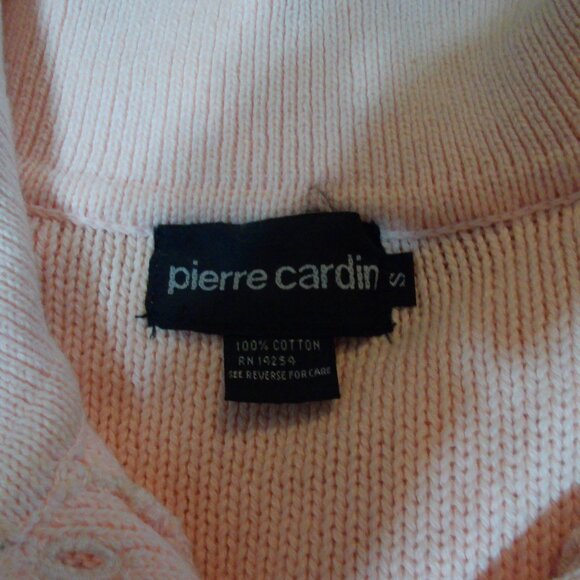 pierre cardin
S
100% COTTON
RN 14254
SEE REVERSE FOR CARE